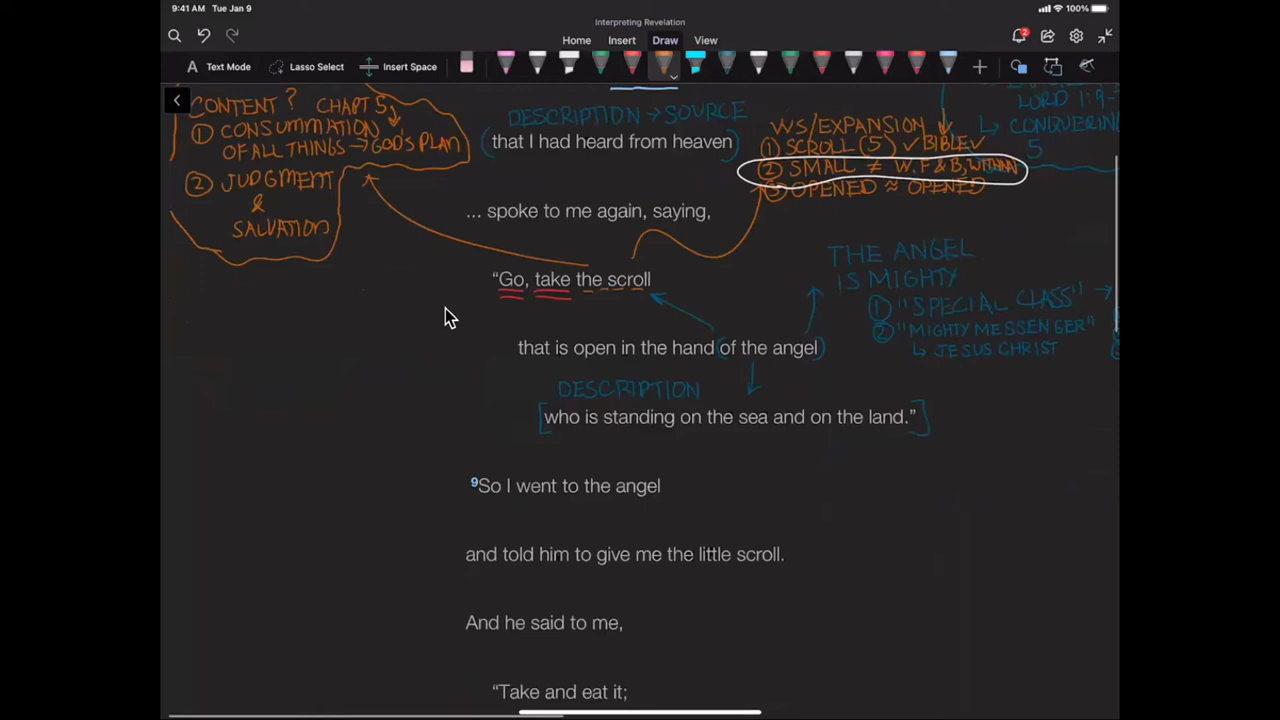 9:41 AM Tue Jan 9
100%
Interpreting Revelation
Home Insert Draw View
2
Text Mode Lasso Select Insert Space
CONTENT? CHAPT 5
① CONSUMMATION
OF ALL THINGS → GOD'S PLAN
② JUDGMENT
&
SALVATION
DESCRIPTION → SOURCE
(that I had heard from heaven)
WS/EXPANSION
① SCROLL (5) ✓ BIBLE✓
② SMALL ≠ W.F & B, WITHIN
③ OPENED ≈ OPENED
LORD 1:9-
↳ CONQUERING
5
... spoke to me again, saying,
“Go, take the scroll
THE ANGEL
IS MIGHTY
① "SPECIAL CLASS" →
② "MIGHTY MESSENGER"
↳ JESUS CHRIST
that is open in the hand (of the angel)
DESCRIPTION
[who is standing on the sea and on the land.”]
9So I went to the angel
and told him to give me the little scroll.
And he said to me,
“Take and eat it;